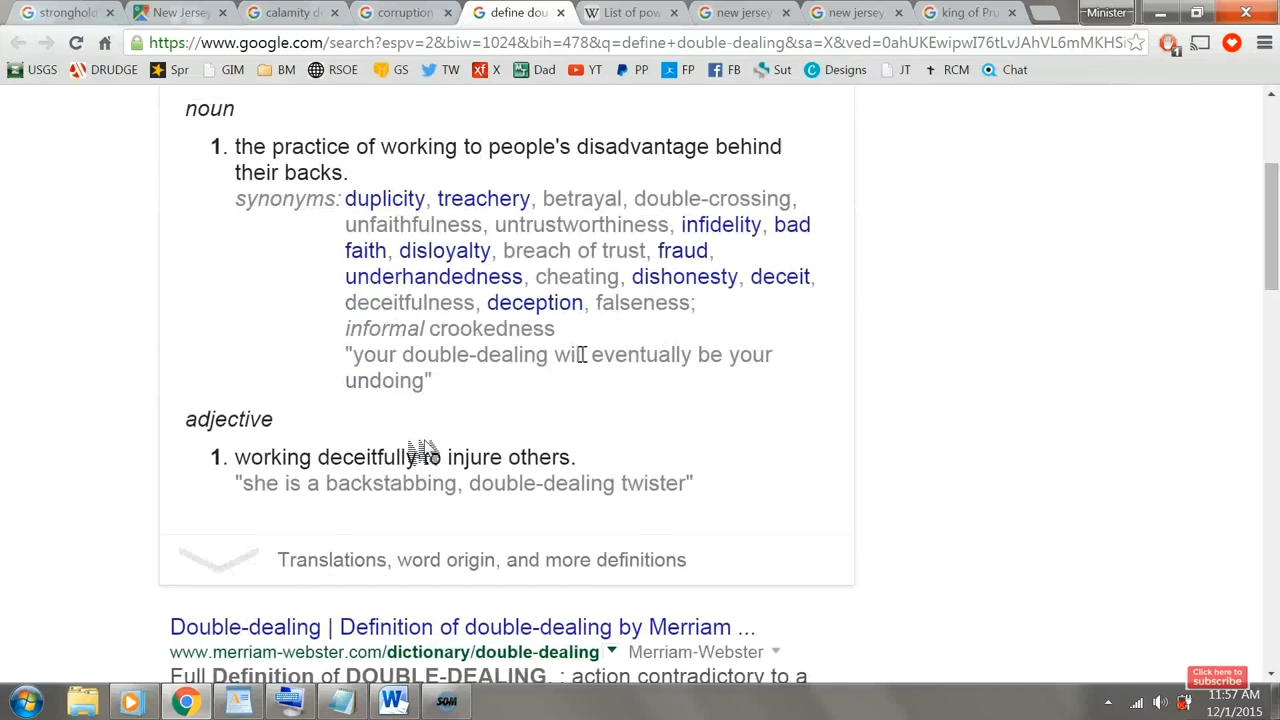 stronghold
New Jersey
calamity de
corruption
define dou
List of pow
new jersey
new jersey
king of Pru
Minister
https://www.google.com/search?espv=2&biw=1024&bih=478&q=define+double-dealing&sa=X&ved=0ahUKEwipwI76tLvJAhVL6mMKHSi
USGS
DRUDGE
Spr
GIM
BM
RSOE
GS
TW
X
Dad
YT
PP
FP
FB
Sut
Designs
JT
RCM
Chat
noun
1. the practice of working to people's disadvantage behind
their backs.
synonyms: duplicity, treachery, betrayal, double-crossing,
unfaithfulness, untrustworthiness, infidelity, bad
faith, disloyalty, breach of trust, fraud,
underhandedness, cheating, dishonesty, deceit,
deceitfulness, deception, falseness;
informal crookedness
"your double-dealing will eventually be your
undoing"
adjective
1. working deceitfully to injure others.
"she is a backstabbing, double-dealing twister"
Translations, word origin, and more definitions
Double-dealing | Definition of double-dealing by Merriam ...
www.merriam-webster.com/dictionary/double-dealing Merriam-Webster
Full Definition of DOUBLE-DEALING. : action contradictory to a
Click here to
subscribe
SOM
11:57 AM
12/1/2015